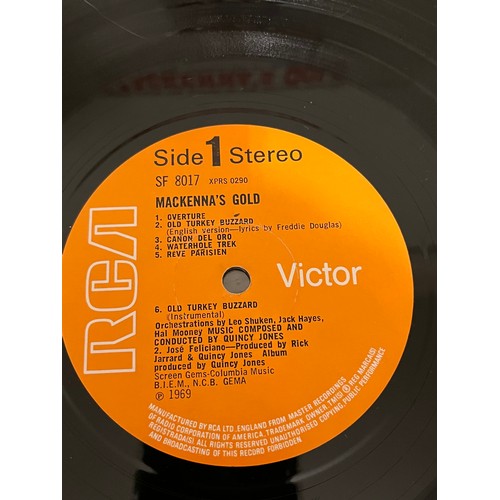 Side 1 Stereo
SF 8017 XPRS 0290
MACKENNA'S GOLD
1. OVERTURE
2. OLD TURKEY BUZZARD
(English version—lyrics by Freddie Douglas)
3. CANON DEL ORO
4. WATERHOLE TREK
5. REVE PARISIEN
RCA
Victor
6. OLD TURKEY BUZZARD
(Instrumental)
Orchestrations by Leo Shuken, Jack Hayes,
Hal Mooney MUSIC COMPOSED AND
CONDUCTED BY QUINCY JONES
2. José Feliciano—Produced by Rick
Jarrard & Quincy Jones Album
produced by Quincy Jones
Screen Gems-Columbia Music
B.I.E.M., N.C.B. GEMA
Ⓟ 1969
MANUFACTURED BY RCA LTD. ENGLAND FROM MASTER RECORDINGS
OF RADIO CORPORATION OF AMERICA TRADEMARK OWNER. TM(S) ® REG MARCA(S)
REGISTRADA(S) ALL RIGHTS RESERVED UNAUTHORISED COPYING, PUBLIC PERFORMANCE
AND BROADCASTING OF THIS RECORD FORBIDDEN